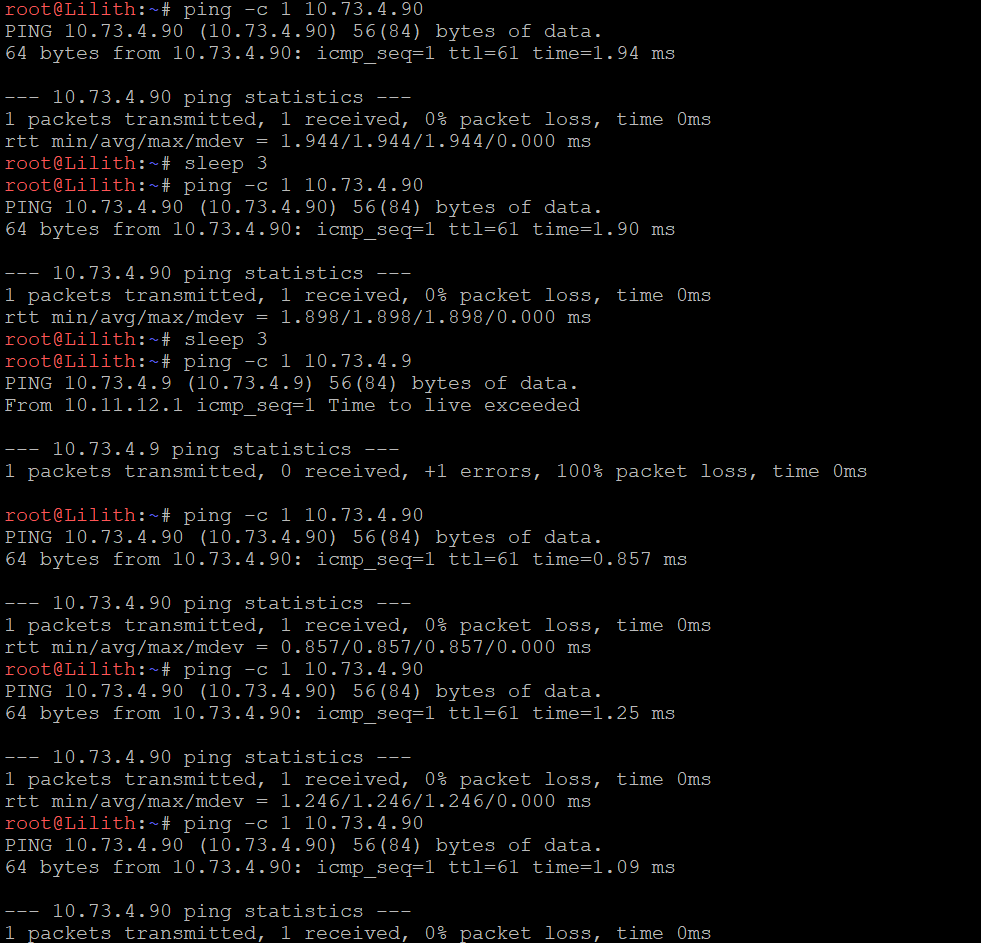 root@Lilith:~# ping -c 1 10.73.4.90
PING 10.73.4.90 (10.73.4.90) 56(84) bytes of data.
64 bytes from 10.73.4.90: icmp_seq=1 ttl=61 time=1.94 ms
--- 10.73.4.90 ping statistics ---
1 packets transmitted, 1 received, 0% packet loss, time 0ms
rtt min/avg/max/mdev = 1.944/1.944/1.944/0.000 ms
root@Lilith:~# sleep 3
root@Lilith:~# ping -c 1 10.73.4.90
PING 10.73.4.90 (10.73.4.90) 56(84) bytes of data.
64 bytes from 10.73.4.90: icmp_seq=1 ttl=61 time=1.90 ms
--- 10.73.4.90 ping statistics ---
1 packets transmitted, 1 received, 0% packet loss, time 0ms
rtt min/avg/max/mdev = 1.898/1.898/1.898/0.000 ms
root@Lilith:~# sleep 3
root@Lilith:~# ping -c 1 10.73.4.9
PING 10.73.4.9 (10.73.4.9) 56(84) bytes of data.
From 10.11.12.1 icmp_seq=1 Time to live exceeded
--- 10.73.4.9 ping statistics ---
1 packets transmitted, 0 received, +1 errors, 100% packet loss, time 0ms
root@Lilith:~# ping -c 1 10.73.4.90
PING 10.73.4.90 (10.73.4.90) 56(84) bytes of data.
64 bytes from 10.73.4.90: icmp_seq=1 ttl=61 time=0.857 ms
--- 10.73.4.90 ping statistics ---
1 packets transmitted, 1 received, 0% packet loss, time 0ms
rtt min/avg/max/mdev = 0.857/0.857/0.857/0.000 ms
root@Lilith:~# ping -c 1 10.73.4.90
PING 10.73.4.90 (10.73.4.90) 56(84) bytes of data.
64 bytes from 10.73.4.90: icmp_seq=1 ttl=61 time=1.25 ms
--- 10.73.4.90 ping statistics ---
1 packets transmitted, 1 received, 0% packet loss, time 0ms
rtt min/avg/max/mdev = 1.246/1.246/1.246/0.000 ms
root@Lilith:~# ping -c 1 10.73.4.90
PING 10.73.4.90 (10.73.4.90) 56(84) bytes of data.
64 bytes from 10.73.4.90: icmp_seq=1 ttl=61 time=1.09 ms
--- 10.73.4.90 ping statistics ---
1 packets transmitted, 1 received, 0% packet loss, time 0ms